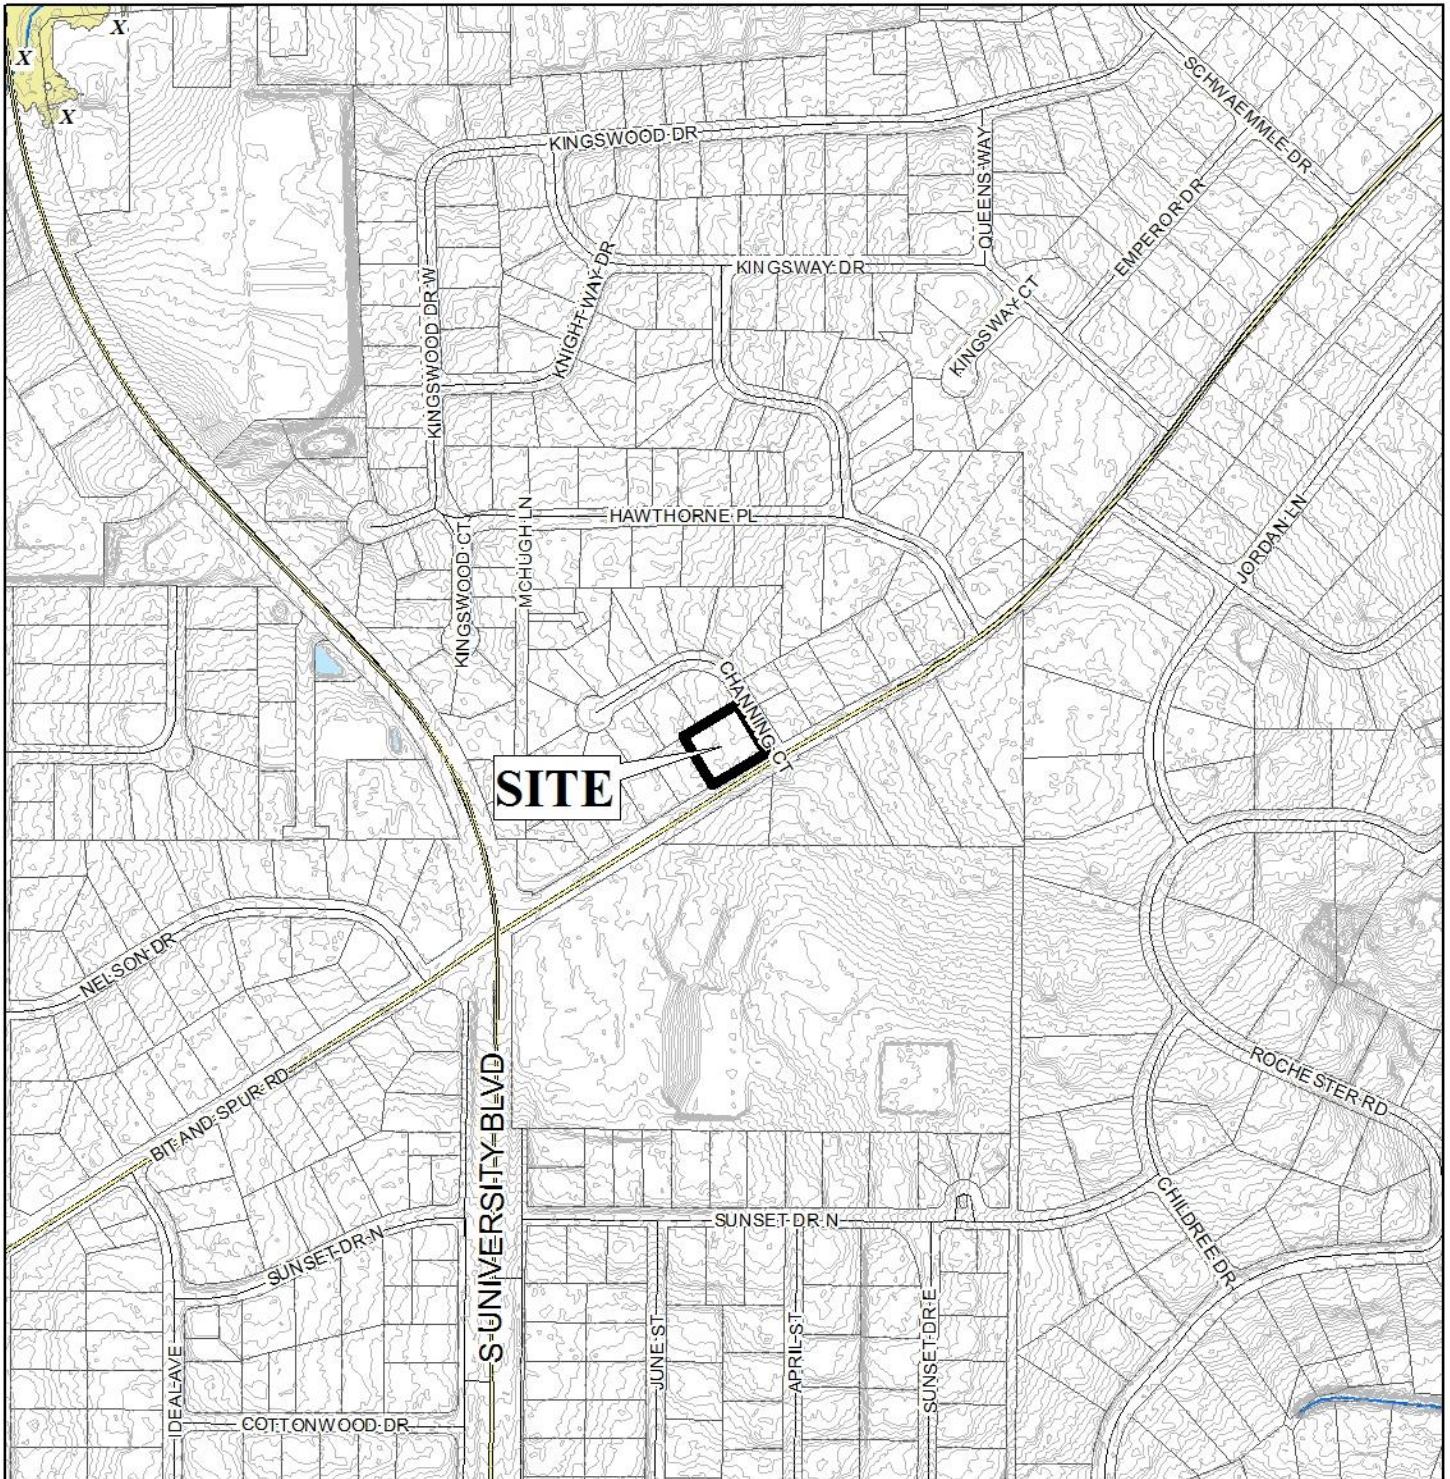 X
X
X
SCHWAEMMLE DR
KINGSWOOD DR
QUEENS WAY
EMPEROR DR
KINGSWAY DR
KNIGHT WAY DR
KINGSWOOD DR W
KINGSWAY CT
HAWTHORNE PL
MCHUGH LN
KINGSWOOD CT
JORDAN LN
CHANNING CT
SITE
NELSON DR
BIT AND SPUR RD
S UNIVERSITY BLVD
ROCHESTER RD
CHILDREE DR
SUNSET DR N
SUNSET DR N
IDEAL AVE
JUNE ST
APRIL ST
SUNSET DR E
COTTONWOOD DR